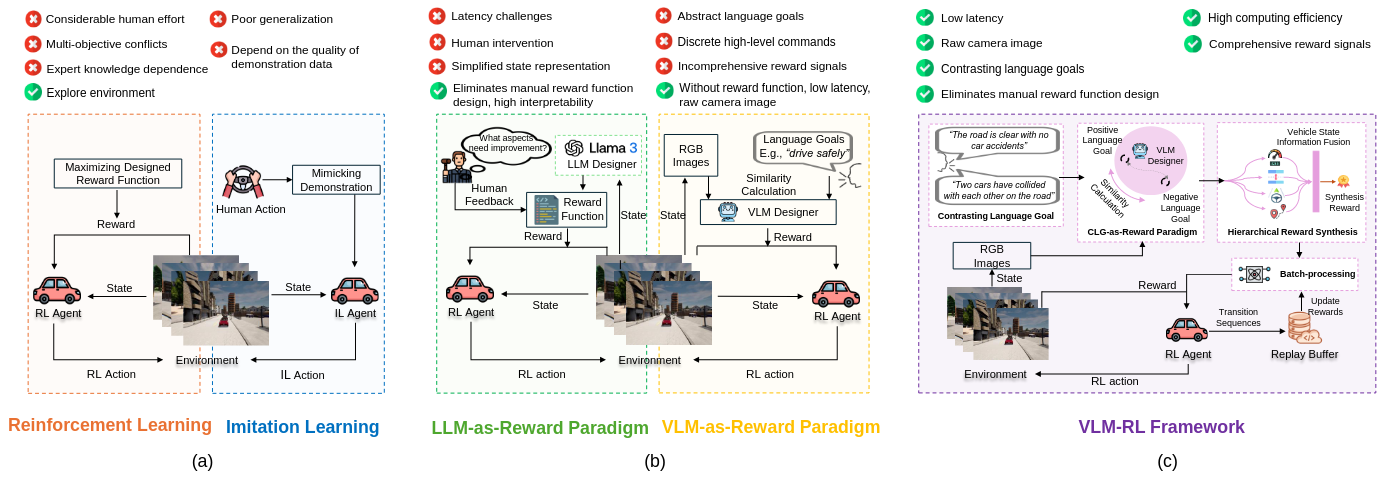 Considerable human effort
Multi-objective conflicts
Expert knowledge dependence
Explore environment
Poor generalization
Depend on the quality of
demonstration data
Maximizing Designed
Reward Function
Reward
State
RL Agent
RL Action
Human Action
Mimicking
Demonstration
State
IL Agent
Environment
IL Action
Reinforcement Learning
Imitation Learning
(a)
Latency challenges
Human intervention
Simplified state representation
Eliminates manual reward function
design, high interpretability
Abstract language goals
Discrete high-level commands
Incomprehensive reward signals
Without reward function, low latency,
raw camera image
What aspects
need improvement?
Llama 3
LLM Designer
Human
Feedback
Reward
Function
State
Reward
RL Agent
State
RL action
RGB
Images
Language Goals
E.g., “drive safely”
Similarity
Calculation
State
VLM Designer
Reward
State
RL Agent
Environment
RL action
LLM-as-Reward Paradigm
VLM-as-Reward Paradigm
(b)
Low latency
Raw camera image
Contrasting language goals
Eliminates manual reward function design
High computing efficiency
Comprehensive reward signals
“The road is clear with no
car accidents”
“Two cars have collided
with each other on the road”
Contrasting Language Goal
Positive
Language
Goal
VLM
Designer
Similarity
Calculation
Negative
Language
Goal
CLG-as-Reward Paradigm
Vehicle State
Information Fusion
Synthesis
Reward
Hierarchical Reward Synthesis
RGB
Images
State
Batch-processing
Reward
Transition
Sequences
Update
Rewards
RL Agent
Replay Buffer
Environment
RL action
VLM-RL Framework
(c)